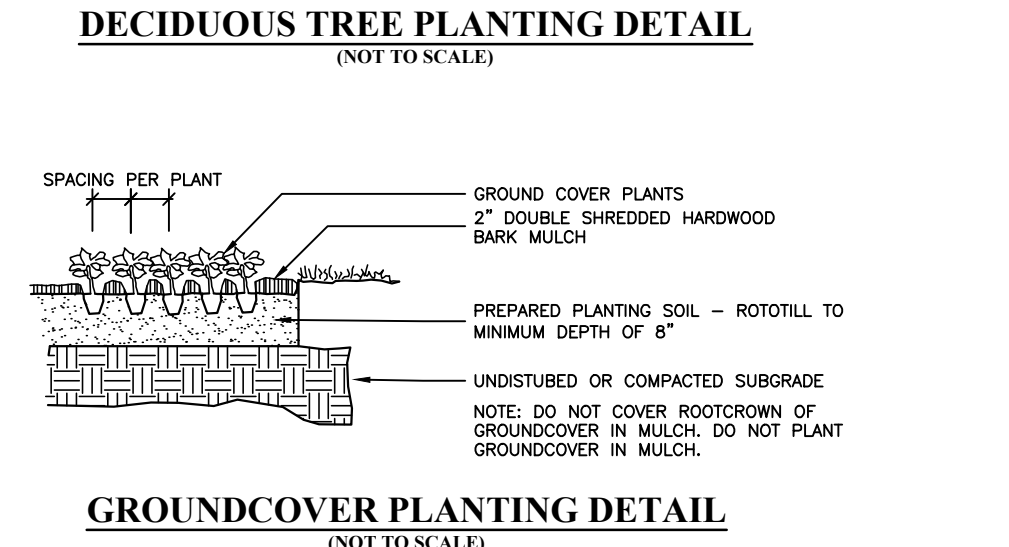 DECIDUOUS TREE PLANTING DETAIL
(NOT TO SCALE)
SPACING PER PLANT
GROUND COVER PLANTS
2” DOUBLE SHREDDED HARDWOOD
BARK MULCH
PREPARED PLANTING SOIL – ROTOTILL TO
MINIMUM DEPTH OF 8”
UNDISTUBED OR COMPACTED SUBGRADE
NOTE: DO NOT COVER ROOTCROWN OF
GROUNDCOVER IN MULCH. DO NOT PLANT
GROUNDCOVER IN MULCH.
GROUNDCOVER PLANTING DETAIL
(NOT TO SCALE)